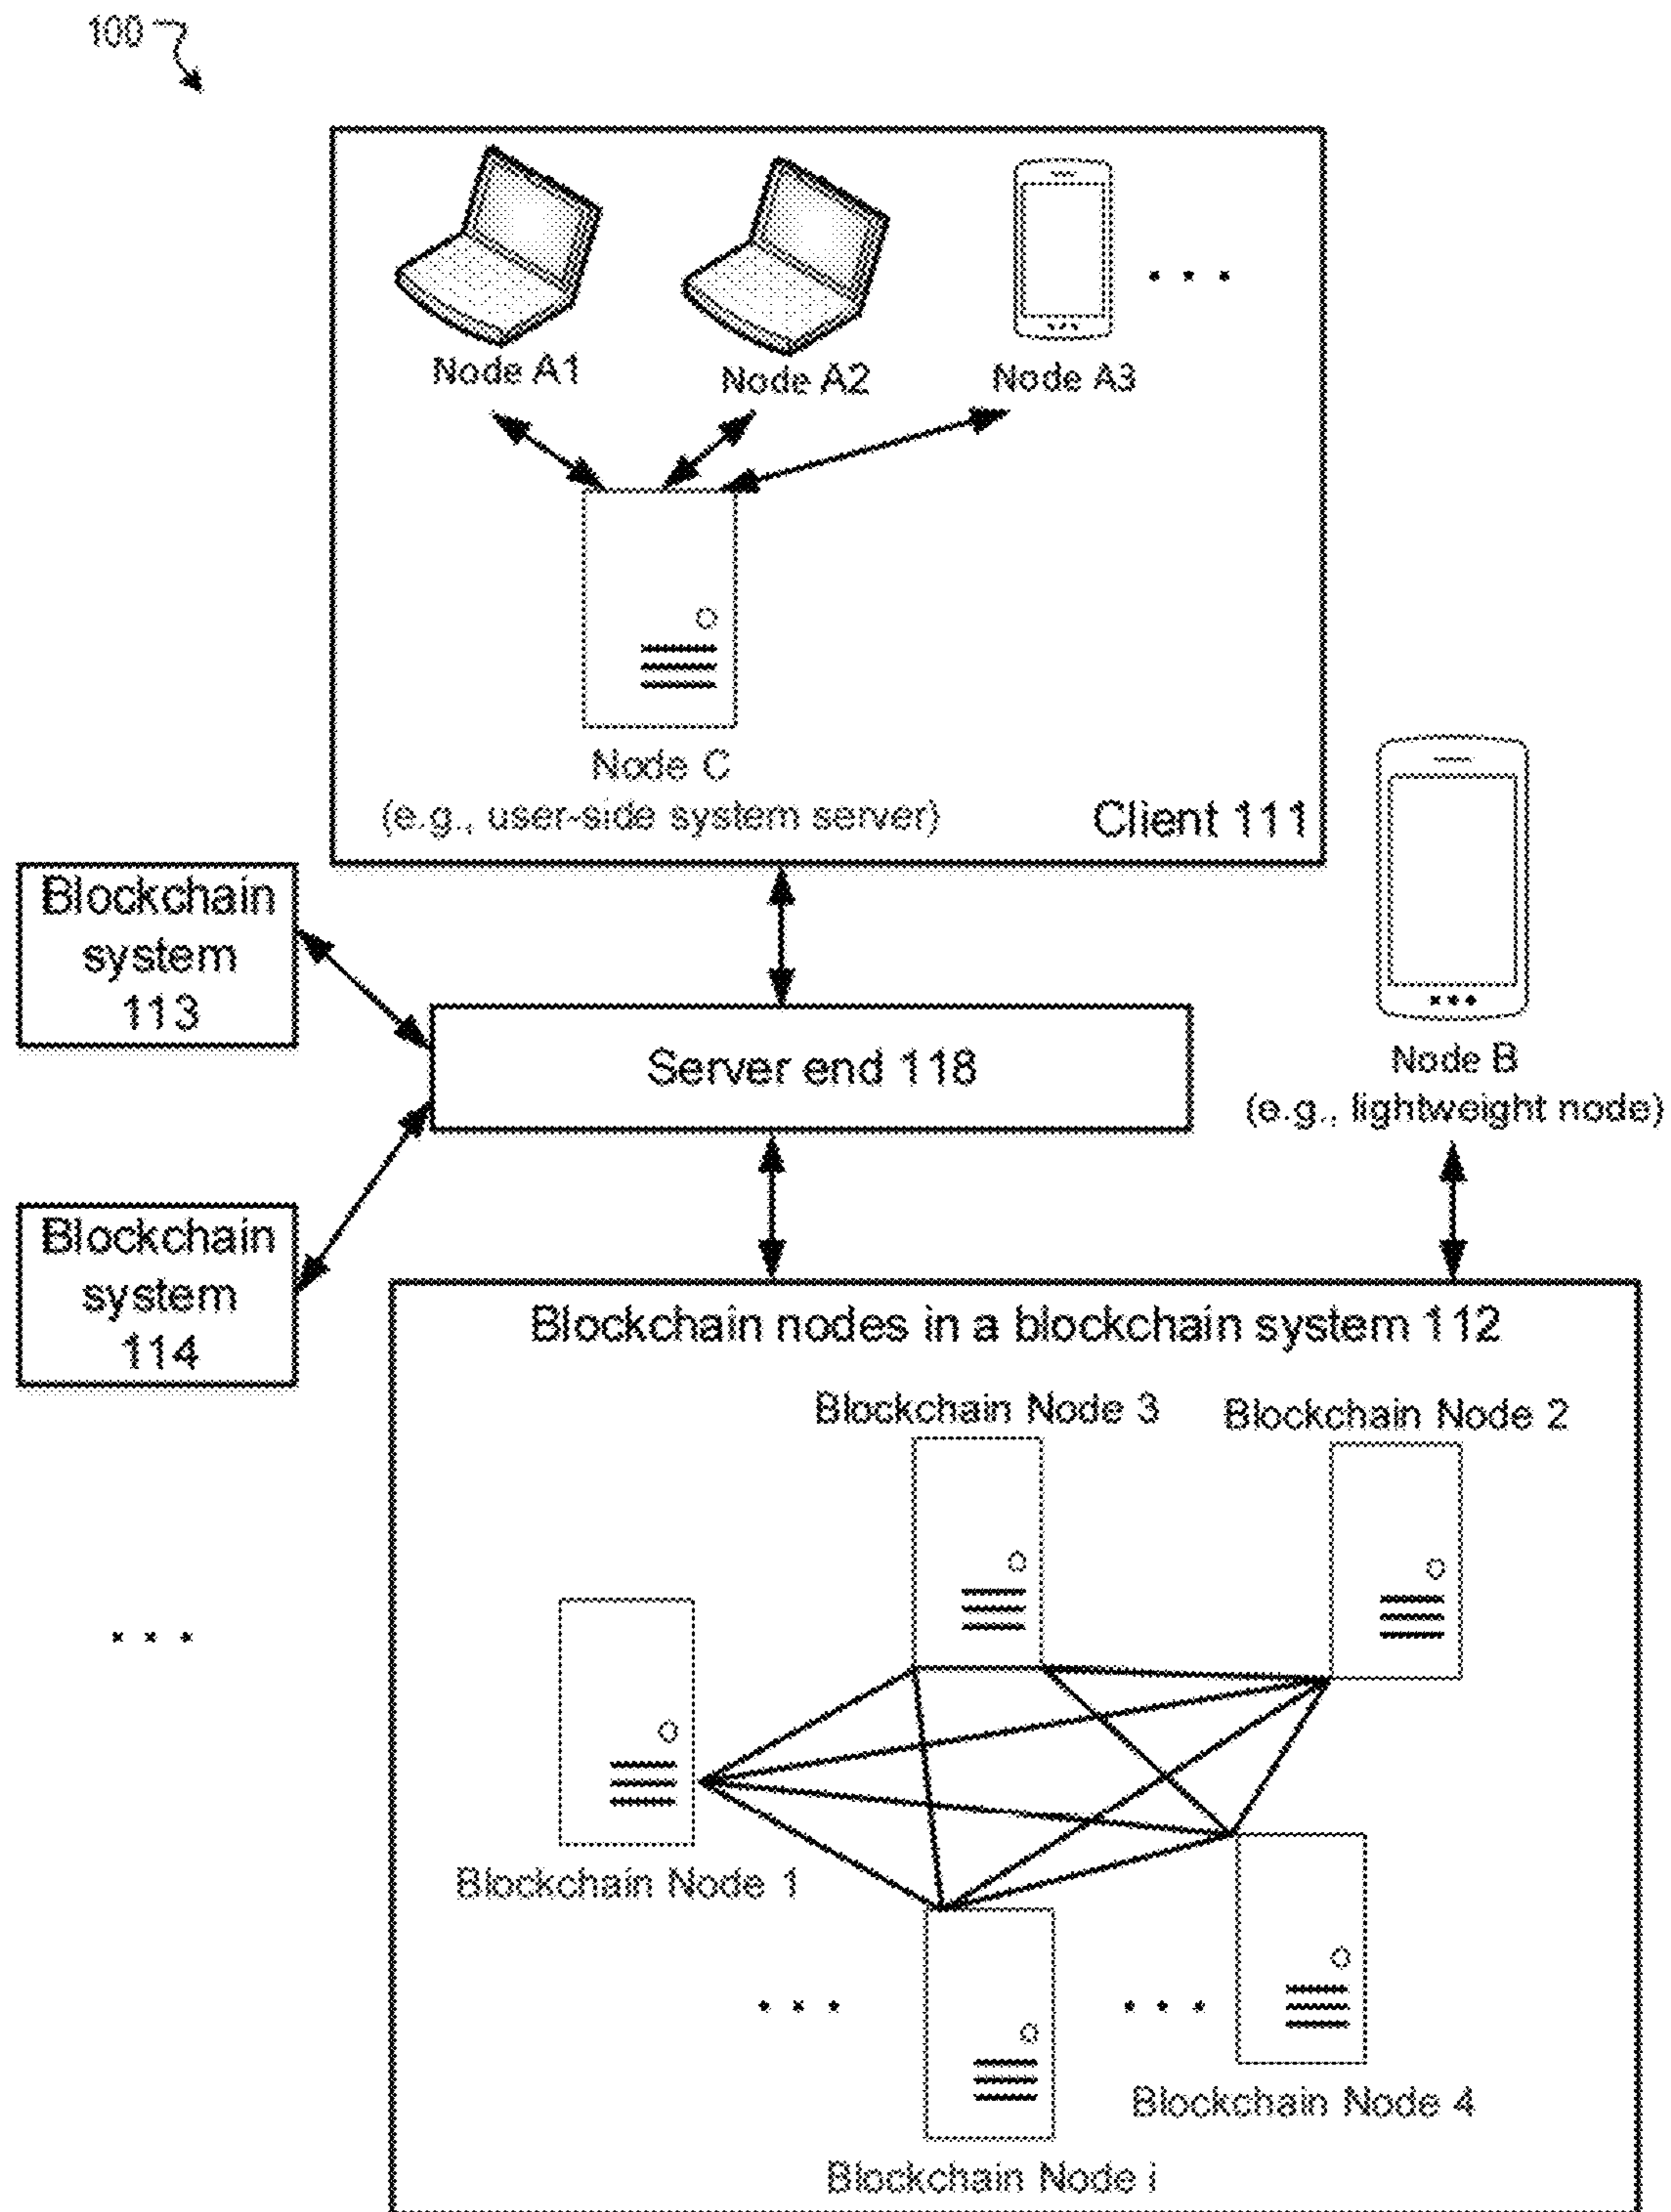 100
Node A1
Node A2
Node A3
Node C
(e.g., user-side system server)
Client 111
Blockchain
system
113
Server end 118
Node B
(e.g., lightweight node)
Blockchain
system
114
Blockchain nodes in a blockchain system 112
Blockchain Node 3
Blockchain Node 2
Blockchain Node 1
Blockchain Node 4
Blockchain Node i